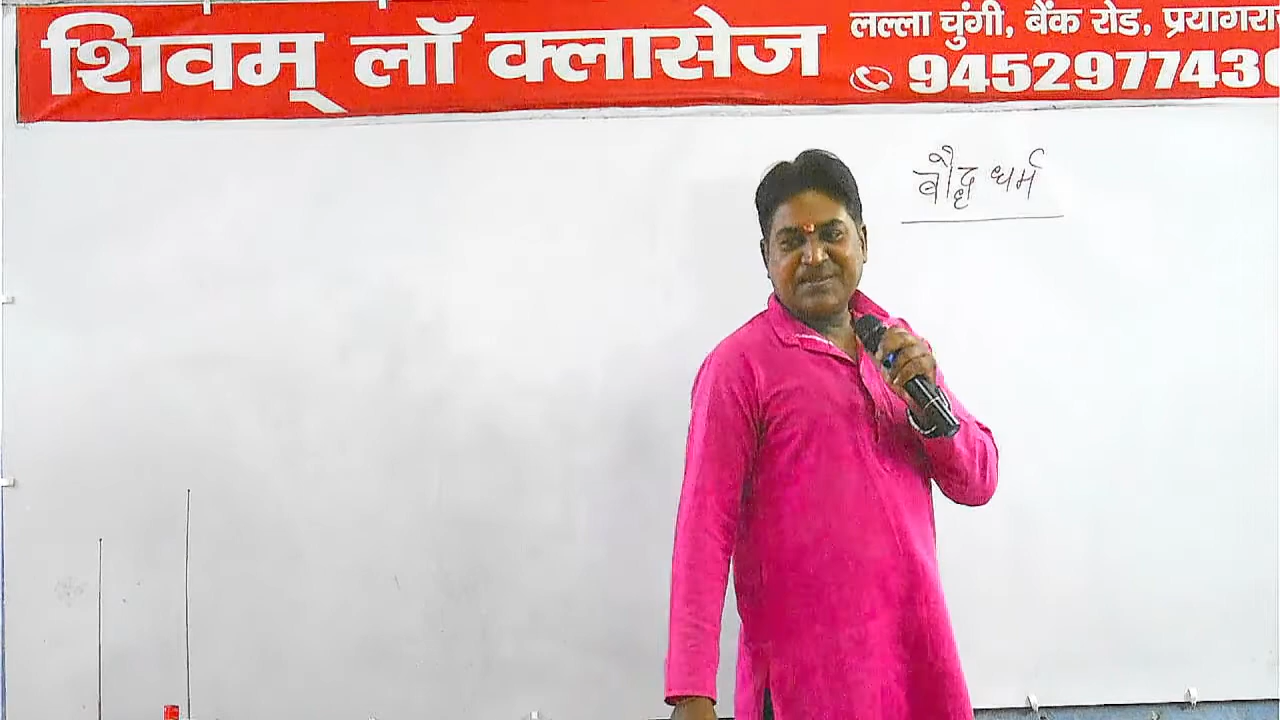 शिवम् लॉ क्लासेज
लल्ला चुंगी, बैंक रोड, प्रयागरा
945297743
बौद्ध धर्म